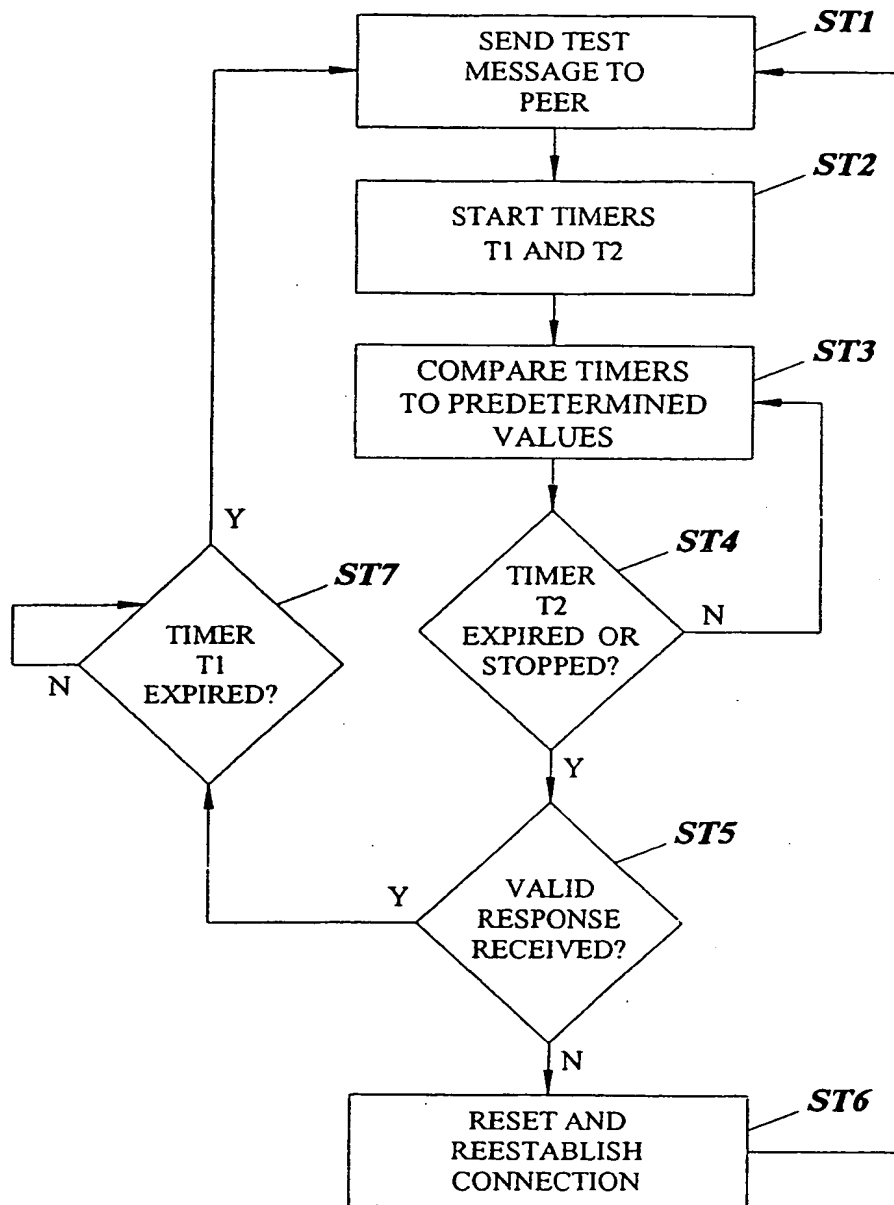 ST1
SEND TEST
MESSAGE TO
PEER
ST2
START TIMERS
T1 AND T2
ST3
COMPARE TIMERS
TO PREDETERMINED
VALUES
ST4
TIMER
T2
EXPIRED OR
STOPPED?
N
Y
ST7
TIMER
T1
EXPIRED?
Y
N
ST5
VALID
RESPONSE
RECEIVED?
Y
N
ST6
RESET AND
REESTABLISH
CONNECTION